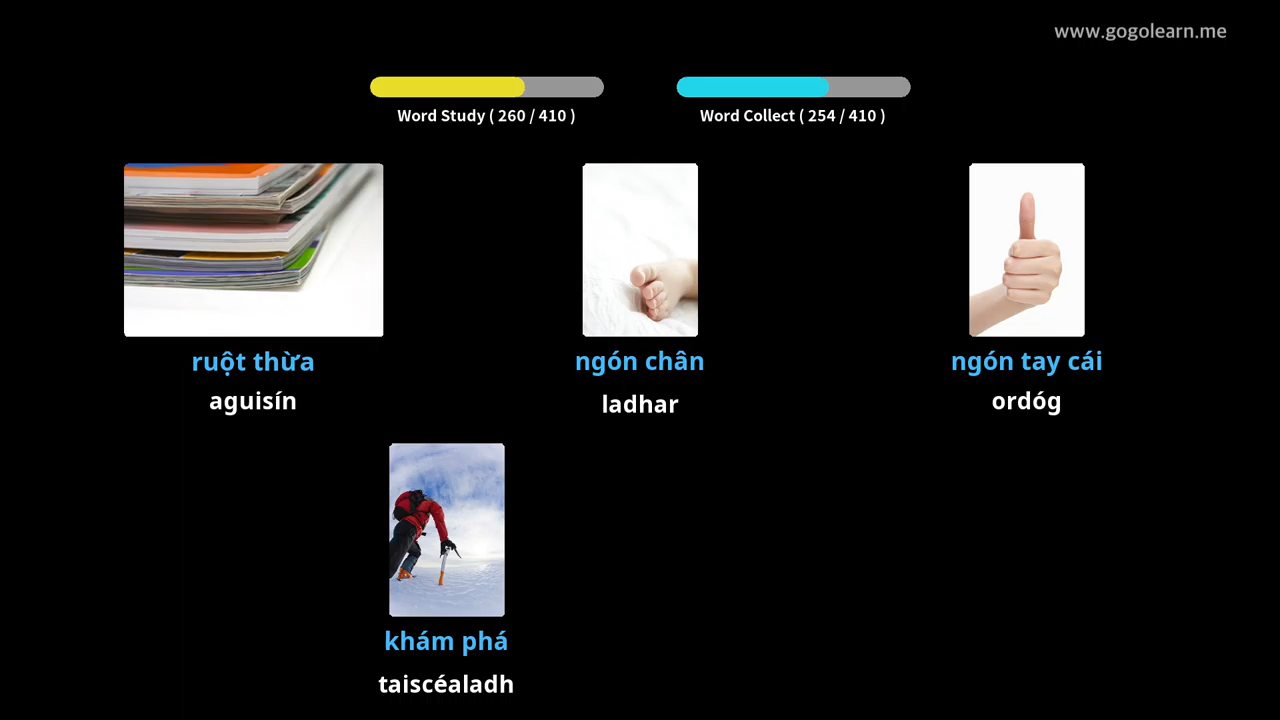 www.gogolearn.me
Word Study ( 260 / 410 )
Word Collect ( 254 / 410 )
ruột thừa
aguisín
ngón chân
ladhar
ngón tay cái
ordóg
khám phá
taiscéaladh